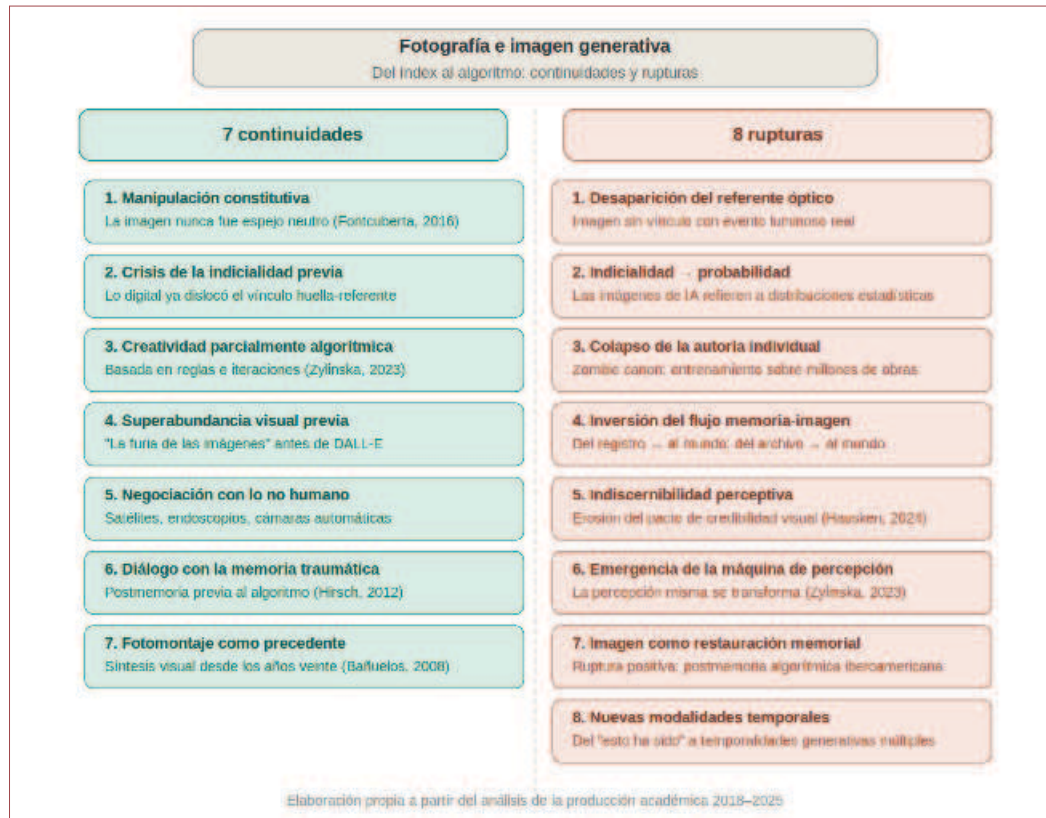 Fotografía e imagen generativa
Del índex al algoritmo: continuidades y rupturas
7 continuidades
1. Manipulación constitutiva
La imagen nunca fue espejo neutro (Fontcuberta, 2016)
2. Crisis de la indicialidad previa
Lo digital ya dislocó el vínculo huella-referente
3. Creatividad parcialmente algorítmica
Basada en reglas e iteraciones (Zylinska, 2023)
4. Superabundancia visual previa
"La furia de las imágenes" antes de DALL-E
5. Negociación con lo no humano
Satélites, endoscopios, cámaras automáticas
6. Diálogo con la memoria traumática
Postmemoria previa al algoritmo (Hirsch, 2012)
7. Fotomontaje como precedente
Síntesis visual desde los años veinte (Bañuelos, 2008)
8 rupturas
1. Desaparición del referente óptico
Imagen sin vínculo con evento luminoso real
2. Indicialidad → probabilidad
Las imágenes de IA refieren a distribuciones estadísticas
3. Colapso de la autoría individual
Zombie canon: entrenamiento sobre millones de obras
4. Inversión del flujo memoria-imagen
Del registro → al mundo: del archivo → al mundo
5. Indiscernibilidad perceptiva
Erosión del pacto de credibilidad visual (Hausken, 2024)
6. Emergencia de la máquina de percepción
La percepción misma se transforma (Zylinska, 2023)
7. Imagen como restauración memorial
Ruptura positiva: postmemoria algorítmica iberoamericana
8. Nuevas modalidades temporales
Del "esto ha sido" a temporalidades generativas múltiples
Elaboración propia a partir del análisis de la producción académica 2018–2025